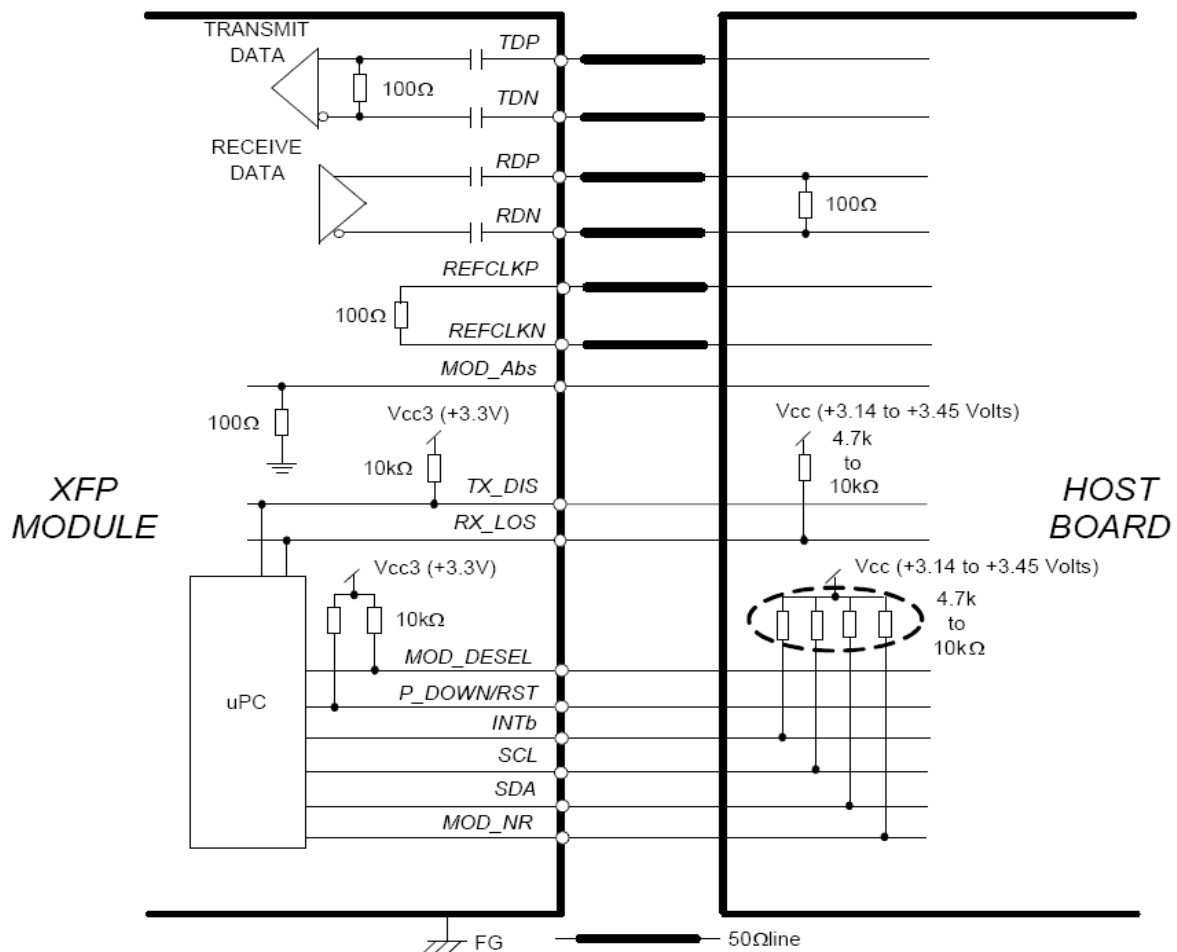 TRANSMIT
DATA
TDP
100Ω
TDN
RECEIVE
DATA
RDP
100Ω
RDN
REFCLKP
100Ω
REFCLKN
MOD_Abs
100Ω
Vcc3 (+3.3V)
10kΩ
Vcc (+3.14 to +3.45 Volts)
4.7k
to
10kΩ
XFP
MODULE
TX_DIS
RX_LOS
HOST
BOARD
Vcc3 (+3.3V)
10kΩ
Vcc (+3.14 to +3.45 Volts)
4.7k
to
10kΩ
MOD_DESEL
uPC
P_DOWN/RST
INTb
SCL
SDA
MOD_NR
FG
50Ωline